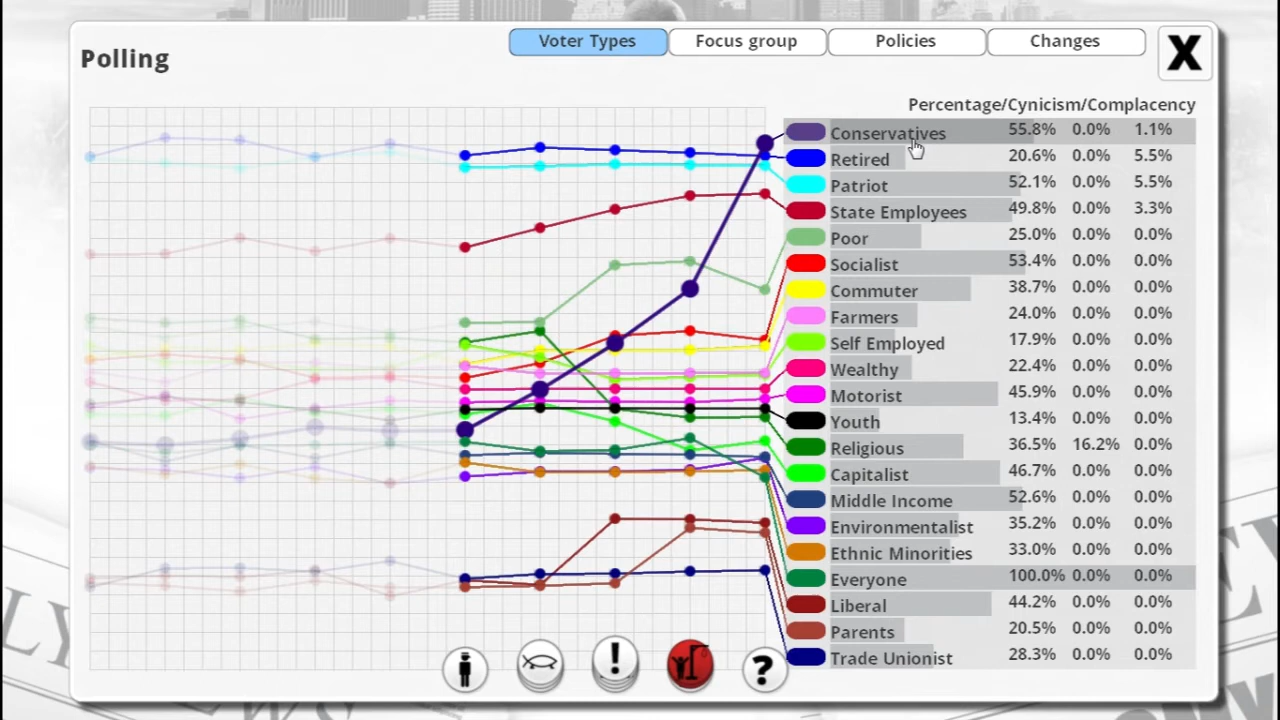 Polling
Voter Types
Focus group
Policies
Changes
X
Percentage/Cynicism/Complacency
Conservatives 55.8% 0.0% 1.1%
Retired 20.6% 0.0% 5.5%
Patriot 52.1% 0.0% 5.5%
State Employees 49.8% 0.0% 3.3%
Poor 25.0% 0.0% 0.0%
Socialist 53.4% 0.0% 0.0%
Commuter 38.7% 0.0% 0.0%
Farmers 24.0% 0.0% 0.0%
Self Employed 17.9% 0.0% 0.0%
Wealthy 22.4% 0.0% 0.0%
Motorist 45.9% 0.0% 0.0%
Youth 13.4% 0.0% 0.0%
Religious 36.5% 16.2% 0.0%
Capitalist 46.7% 0.0% 0.0%
Middle Income 52.6% 0.0% 0.0%
Environmentalist 35.2% 0.0% 0.0%
Ethnic Minorities 33.0% 0.0% 0.0%
Everyone 100.0% 0.0% 0.0%
Liberal 44.2% 0.0% 0.0%
Parents 20.5% 0.0% 0.0%
Trade Unionist 28.3% 0.0% 0.0%
! ?